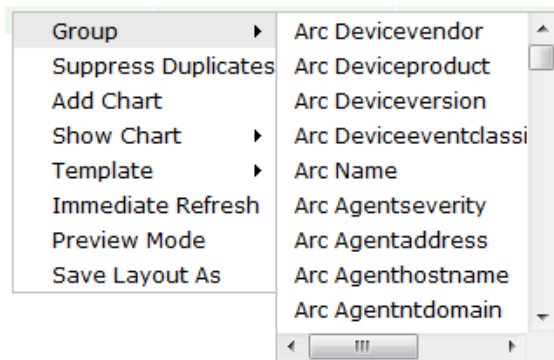 Group
Suppress Duplicates
Add Chart
Show Chart
Template
Immediate Refresh
Preview Mode
Save Layout As
Arc Devicevendor
Arc Deviceproduct
Arc Deviceversion
Arc Deviceeventclassi
Arc Name
Arc Agentseverity
Arc Agentaddress
Arc Agenthostname
Arc Agentntdomain